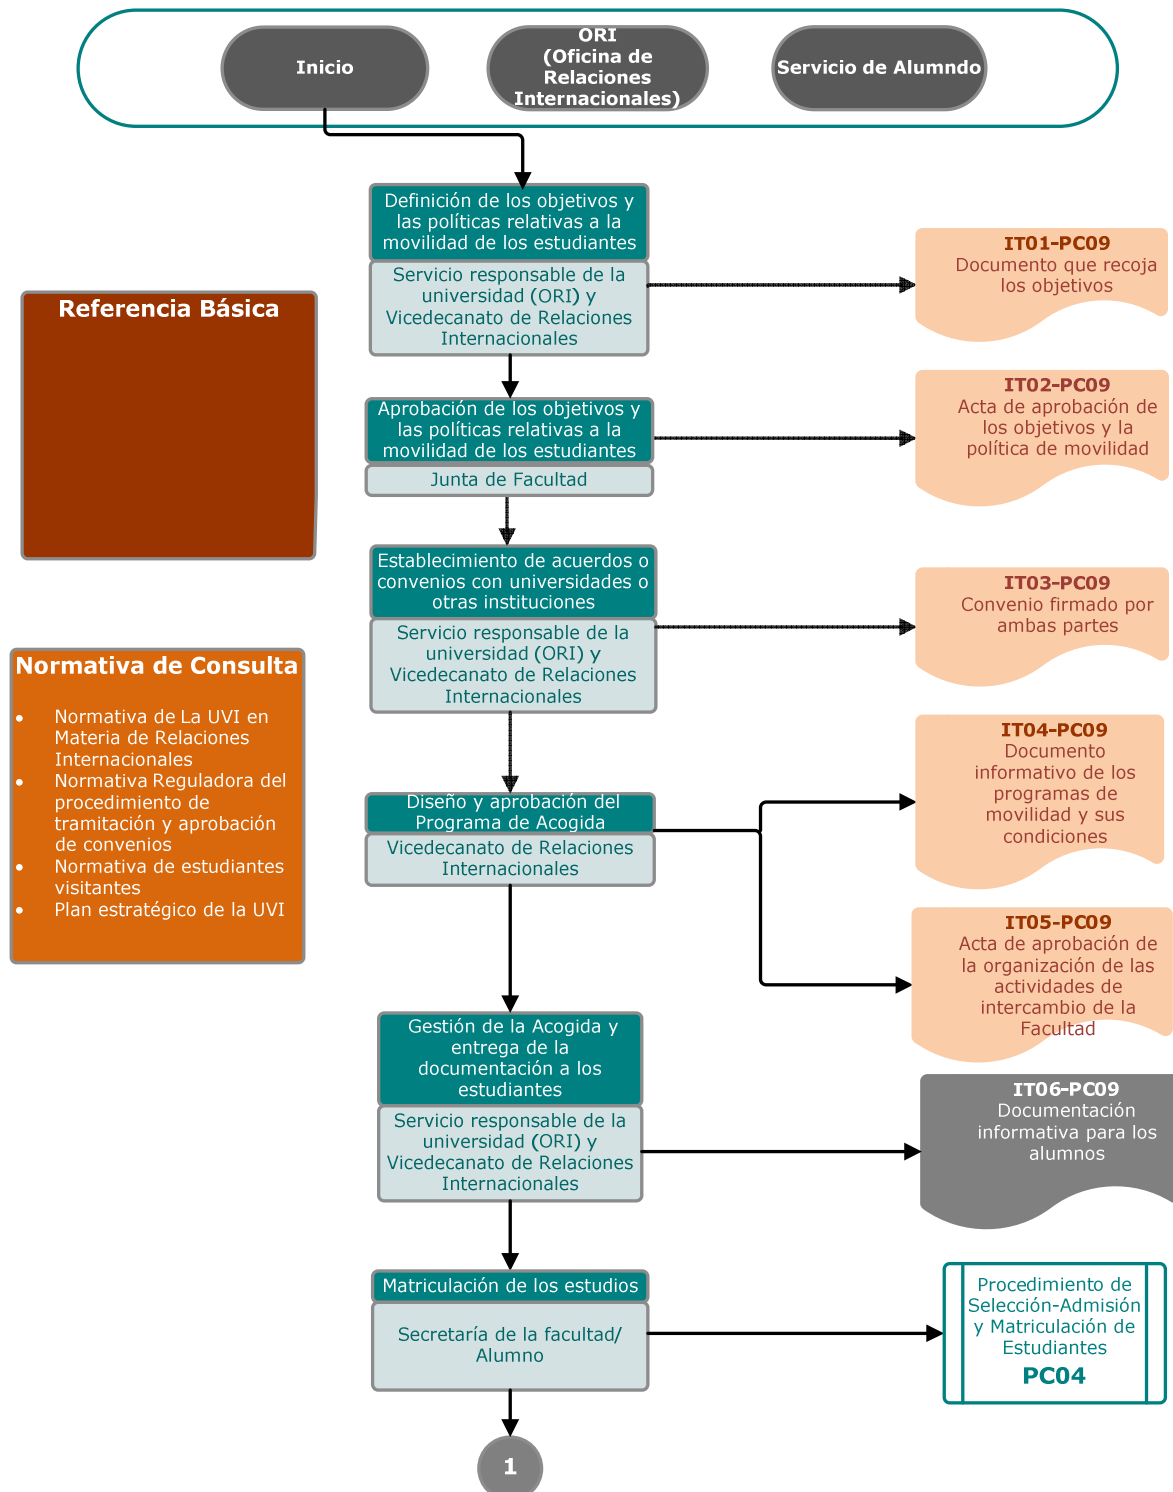 Inicio
ORI
(Oficina de
Relaciones
Internacionales)
Servicio de Alumndo
Definición de los objetivos y
las políticas relativas a la
movilidad de los estudiantes
Servicio responsable de la
universidad (ORI) y
Vicedecanato de Relaciones
Internacionales
IT01-PC09
Documento que recoja
los objetivos
Referencia Básica
Aprobación de los objetivos y
las políticas relativas a la
movilidad de los estudiantes
Junta de Facultad
IT02-PC09
Acta de aprobación de
los objetivos y la
política de movilidad
Establecimiento de acuerdos o
convenios con universidades o
otras instituciones
Servicio responsable de la
universidad (ORI) y
Vicedecanato de Relaciones
Internacionales
IT03-PC09
Convenio firmado por
ambas partes
Normativa de Consulta
• Normativa de La UVI en
Materia de Relaciones
Internacionales
• Normativa Reguladora del
procedimiento de
tramitación y aprobación
de convenios
• Normativa de estudiantes
visitantes
• Plan estratégico de la UVI
Diseño y aprobación del
Programa de Acogida
Vicedecanato de Relaciones
Internacionales
IT04-PC09
Documento
informativo de los
programas de
movilidad y sus
condiciones
IT05-PC09
Acta de aprobación de
la organización de las
actividades de
intercambio de la
Facultad
Gestión de la Acogida y
entrega de la
documentación a los
estudiantes
Servicio responsable de la
universidad (ORI) y
Vicedecanato de Relaciones
Internacionales
IT06-PC09
Documentación
informativa para los
alumnos
Matriculación de los estudios
Secretaría de la facultad/
Alumno
Procedimiento de
Selección-Admisión
y Matriculación de
Estudiantes
PC04
1